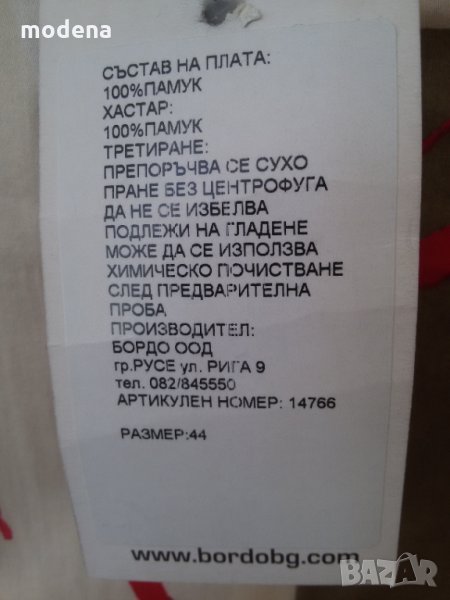 modena
СЪСТАВ НА ПЛАТА:
100%ПАМУК
ХАСТАР:
100%ПАМУК
ТРЕТИРАНЕ:
ПРЕПОРЪЧВА СЕ СУХО
ПРАНЕ БЕЗ ЦЕНТРОФУГА
ДА НЕ СЕ ИЗБЕЛВА
ПОДЛЕЖИ НА ГЛАДЕНЕ
МОЖЕ ДА СЕ ИЗПОЛЗВА
ХИМИЧЕСКО ПОЧИСТВАНЕ
СЛЕД ПРЕДВАРИТЕЛНА
ПРОБА
ПРОИЗВОДИТЕЛ:
БОРДО ООД
гр.РУСЕ ул. РИГА 9
тел. 082/845550
АРТИКУЛЕН НОМЕР: 14766
РАЗМЕР:44
www.bordobg.com
BAZAR.BG